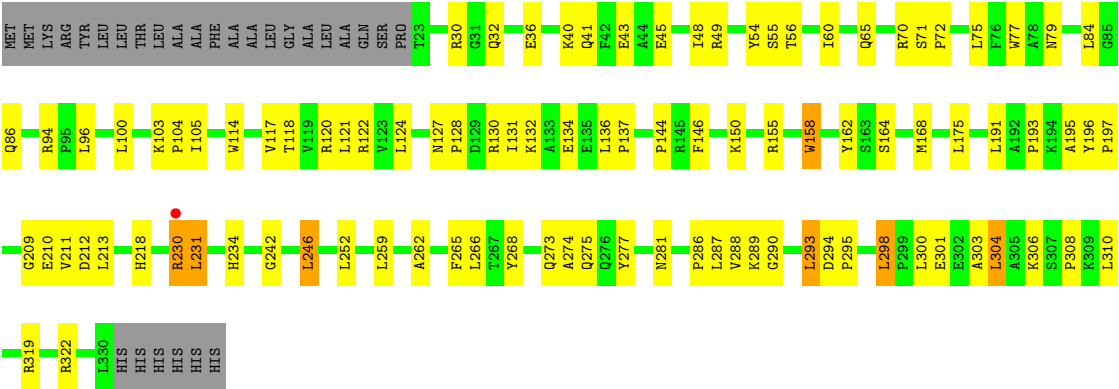 MET MET LYS ARG TYR LEU LEU THR LEU ALA ALA PHE ALA ALA LEU GLY ALA LEU ALA GLN SER PRO T23 R30 G31 Q32 E36 K40 Q41 F42 E43 A44 E45 I48 R49 Y54 S55 T56 I60 Q65 R70 S71 P72 L75 F76 W77 A78 N79 L84 G85
Q86 R94 P95 L96 L100 K103 P104 I105 W114 V117 T118 V119 R120 L121 R122 V123 L124 N127 P128 D129 R130 I131 K132 A133 E134 E135 L136 P137 P144 R145 F146 K150 R155 W158 Y162 S163 S164 M168 L175 L191 A192 P193 K194 A195 Y196 P197
G209 E210 V211 D212 L213 H218 R230 L231 H234 G242 L246 L252 L259 A262 F265 L266 T267 Y268 Q273 A274 Q275 Q276 Y277 N281 P286 L287 V288 K289 G290 L293 D294 P295 L298 P299 L300 E301 E302 A303 L304 A305 K306 S307 P308 K309 L310
R319 R322 L330 HIS HIS HIS HIS HIS HIS